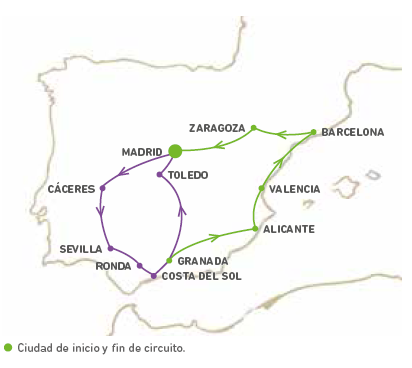 ZARAGOZA
BARCELONA
MADRID
TOLEDO
CÁCERES
VALENCIA
ALICANTE
SEVILLA
RONDA
GRANADA
COSTA DEL SOL
Ciudad de inicio y fin de circuito.